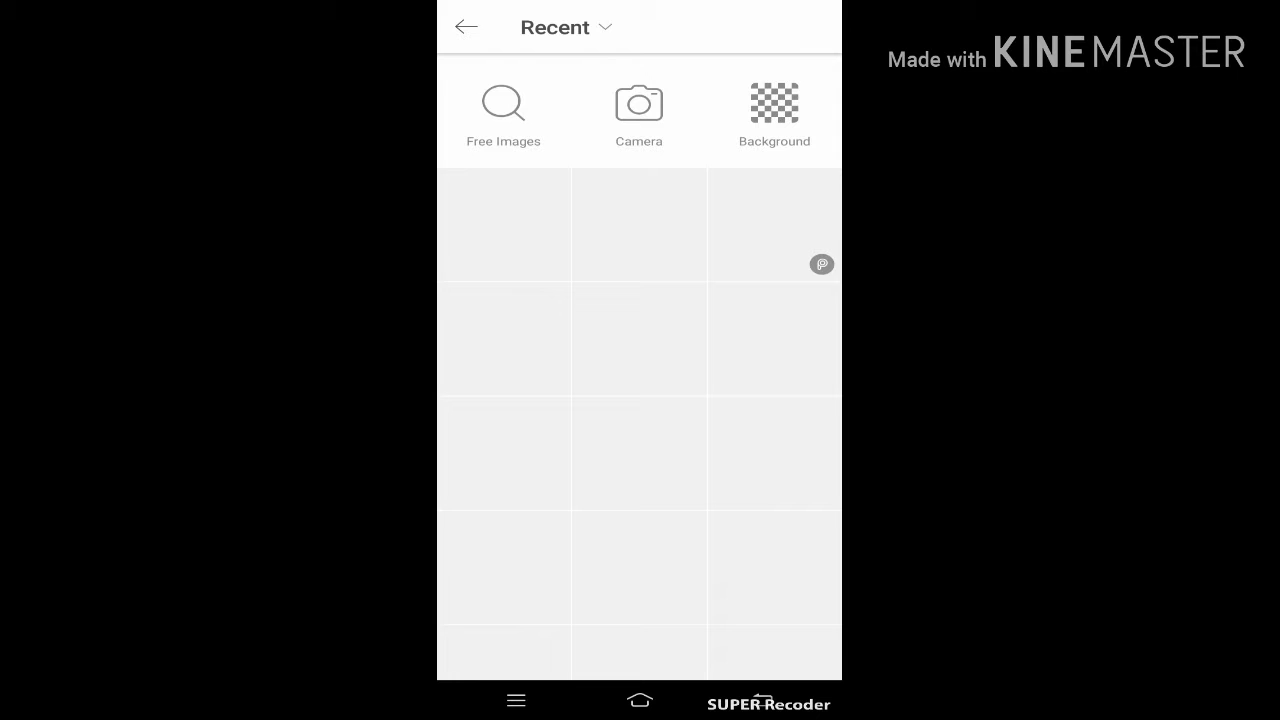 Recent
Made with KINEMASTER
Free Images
Camera
Background
SUPER Recoder